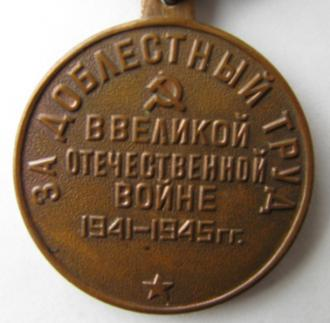 ЗА ДОБЛЕСТНЫЙ ТРУД
В ВЕЛИКОЙ
ОТЕЧЕСТВЕННОЙ
ВОЙНЕ
1941–1945 гг.